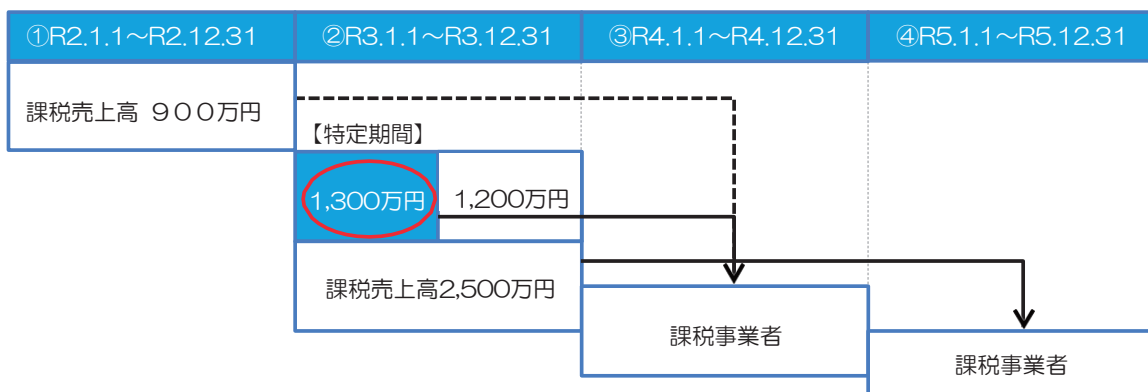 ①R2.1.1～R2.12.31
②R3.1.1～R3.12.31
③R4.1.1～R4.12.31
④R5.1.1～R5.12.31
課税売上高 ９００万円
【特定期間】
1,300万円
1,200万円
課税売上高2,500万円
課税事業者
課税事業者